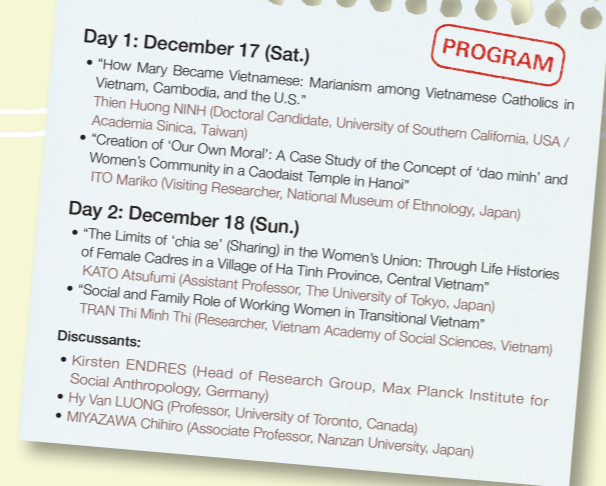 PROGRAM
Day 1: December 17 (Sat.)
• “How Mary Became Vietnamese: Marianism among Vietnamese Catholics in
Vietnam, Cambodia, and the U.S.”
Thien Huong NINH (Doctoral Candidate, University of Southern California, USA /
Academia Sinica, Taiwan)
• “Creation of ‘Our Own Moral’: A Case Study of the Concept of ‘dao minh’ and
Women’s Community in a Caodaist Temple in Hanoi”
ITO Mariko (Visiting Researcher, National Museum of Ethnology, Japan)
Day 2: December 18 (Sun.)
• “The Limits of ‘chia se’ (Sharing) in the Women’s Union: Through Life Histories
of Female Cadres in a Village of Ha Tinh Province, Central Vietnam”
KATO Atsufumi (Assistant Professor, The University of Tokyo, Japan)
• “Social and Family Role of Working Women in Transitional Vietnam”
TRAN Thi Minh Thi (Researcher, Vietnam Academy of Social Sciences, Vietnam)
Discussants:
• Kirsten ENDRES (Head of Research Group, Max Planck Institute for
Social Anthropology, Germany)
• Hy Van LUONG (Professor, University of Toronto, Canada)
• MIYAZAWA Chihiro (Associate Professor, Nanzan University, Japan)